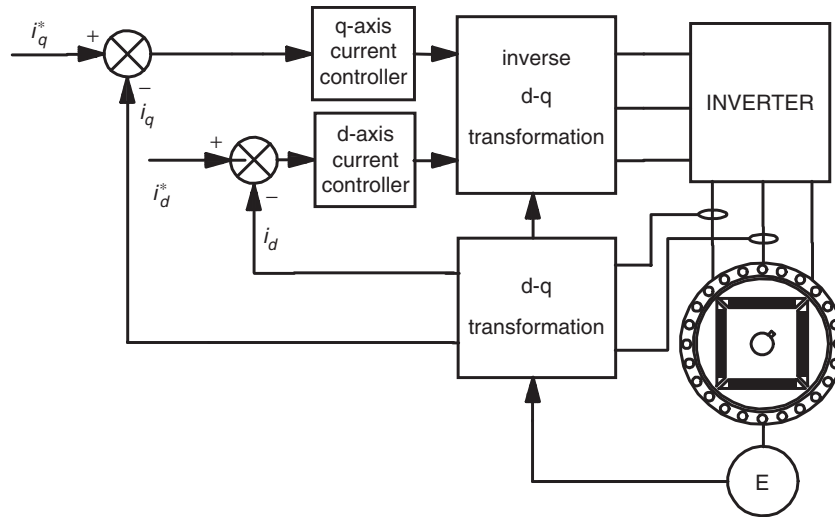 i*q
+
−
iq
q-axis
current
controller
inverse
d-q
transformation
INVERTER
+
−
i*d
id
d-axis
current
controller
d-q
transformation
E